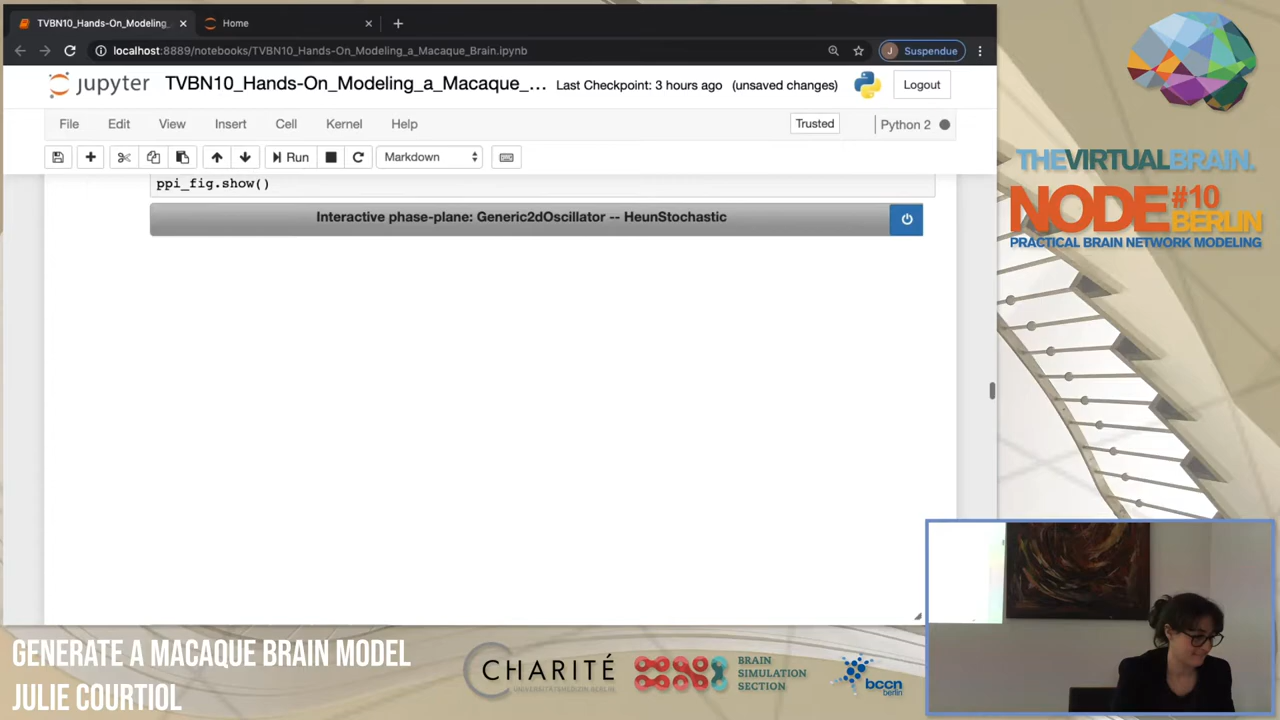 TVBN10_Hands-On_Modeling_
Home
localhost:8889/notebooks/TVBN10_Hands-On_Modeling_a_Macaque_Brain.ipynb
J Suspendue
jupyter TVBN10_Hands-On_Modeling_a_Macaque_... Last Checkpoint: 3 hours ago (unsaved changes) Logout
File Edit View Insert Cell Kernel Help Trusted Python 2
Run Markdown
ppi_fig.show()
Interactive phase-plane: Generic2dOscillator -- HeunStochastic
THEVIRTUALBRAIN.
NODE #10
BERLIN
PRACTICAL BRAIN NETWORK MODELING
GENERATE A MACAQUE BRAIN MODEL
JULIE COURTIOL
CHARITÉ
UNIVERSITÄTSMEDIZIN BERLIN
BRAIN
SIMULATION
SECTION
bccn
berlin